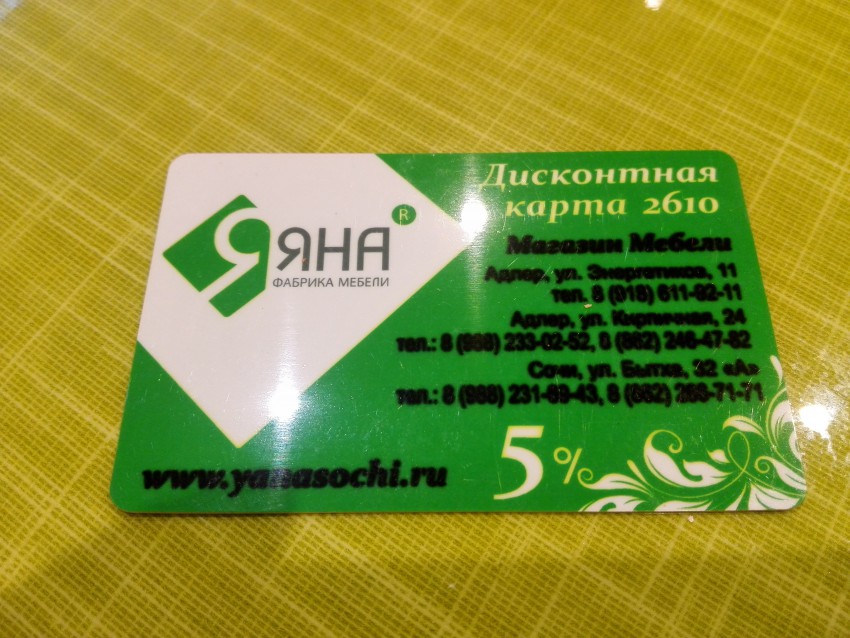 ЯНА®
ФАБРИКА МЕБЕЛИ
Дисконтная
карта 2610
Магазин Мебели
Адлер, ул. Энергетиков, 11
тел. 8 (918) 611-92-11
Адлер, ул. Кирпичная, 24
тел.: 8 (988) 233-02-52, 8 (862) 246-47-82
Сочи, ул. Бытха, 32 «А»
тел.: 8 (988) 231-69-43, 8 (862) 266-71-71
5%
www.yanasochi.ru